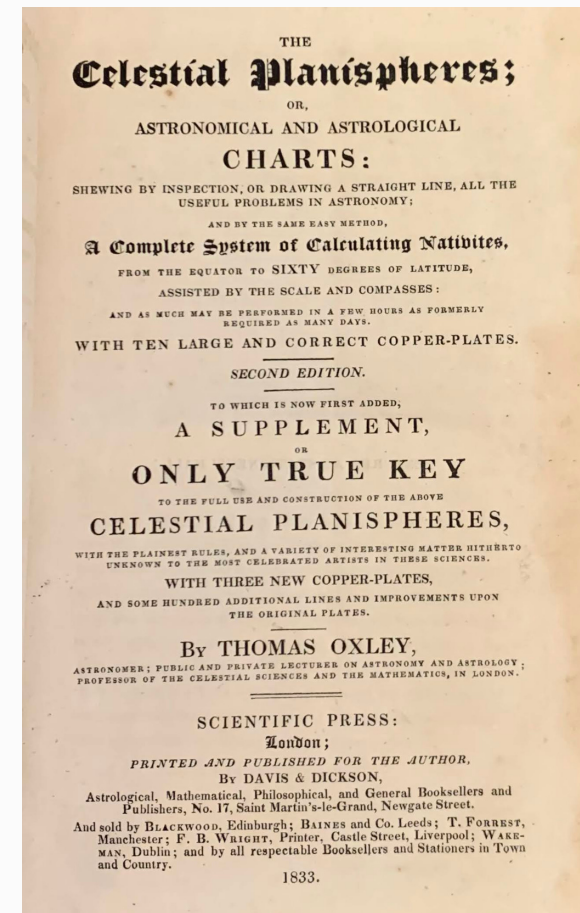 THE
Celestial Planispheres;
OR,
ASTRONOMICAL AND ASTROLOGICAL
CHARTS:
SHEWING BY INSPECTION, OR DRAWING A STRAIGHT LINE, ALL THE
USEFUL PROBLEMS IN ASTRONOMY;
AND BY THE SAME EASY METHOD,
A Complete System of Calculating Nativites,
FROM THE EQUATOR TO SIXTY DEGREES OF LATITUDE,
ASSISTED BY THE SCALE AND COMPASSES:
AND AS MUCH MAY BE PERFORMED IN A FEW HOURS AS FORMERLY
REQUIRED AS MANY DAYS.
WITH TEN LARGE AND CORRECT COPPER-PLATES.
SECOND EDITION.
TO WHICH IS NOW FIRST ADDED,
A SUPPLEMENT,
OR
ONLY TRUE KEY
TO THE FULL USE AND CONSTRUCTION OF THE ABOVE
CELESTIAL PLANISPHERES,
WITH THE PLAINEST RULES, AND A VARIETY OF INTERESTING MATTER HITHERTO
UNKNOWN TO THE MOST CELEBRATED ARTISTS IN THESE SCIENCES.
WITH THREE NEW COPPER-PLATES,
AND SOME HUNDRED ADDITIONAL LINES AND IMPROVEMENTS UPON
THE ORIGINAL PLATES.
BY THOMAS OXLEY,
ASTRONOMER; PUBLIC AND PRIVATE LECTURER ON ASTRONOMY AND ASTROLOGY;
PROFESSOR OF THE CELESTIAL SCIENCES AND THE MATHEMATICS, IN LONDON.
SCIENTIFIC PRESS:
London;
PRINTED AND PUBLISHED FOR THE AUTHOR,
BY DAVIS & DICKSON,
Astrological, Mathematical, Philosophical, and General Booksellers and
Publishers, No. 17, Saint Martin's-le-Grand, Newgate Street.
And sold by BLACKWOOD, Edinburgh; BAINES and Co. Leeds; T. FORREST,
Manchester; F. B. WRIGHT, Printer, Castle Street, Liverpool; WAKE-
MAN, Dublin; and by all respectable Booksellers and Stationers in Town
and Country.
1833.